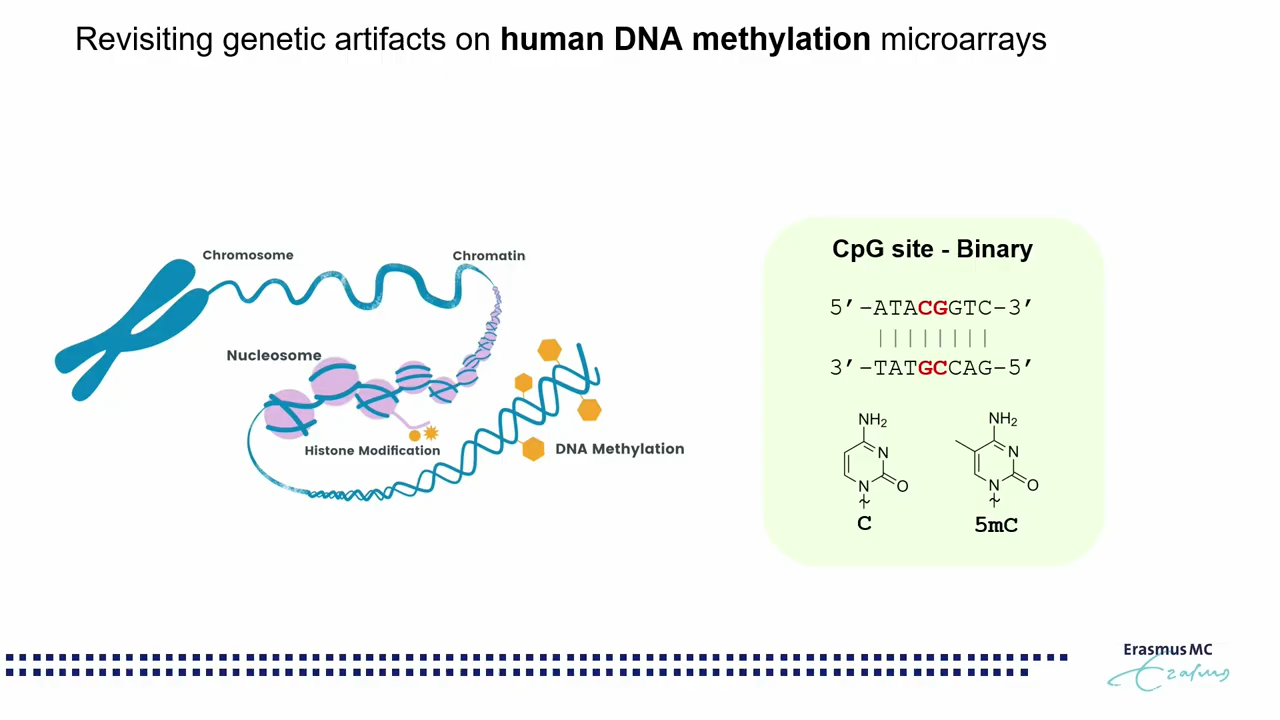 Revisiting genetic artifacts on human DNA methylation microarrays
Chromosome
Chromatin
Nucleosome
Histone Modification
DNA Methylation
CpG site - Binary
5’-ATACGGTC-3’
||||||||
3’-TATGCCAG-5’
NH₂
N
N
O
C
NH₂
N
N
O
5mC
Erasmus MC
Erasmus